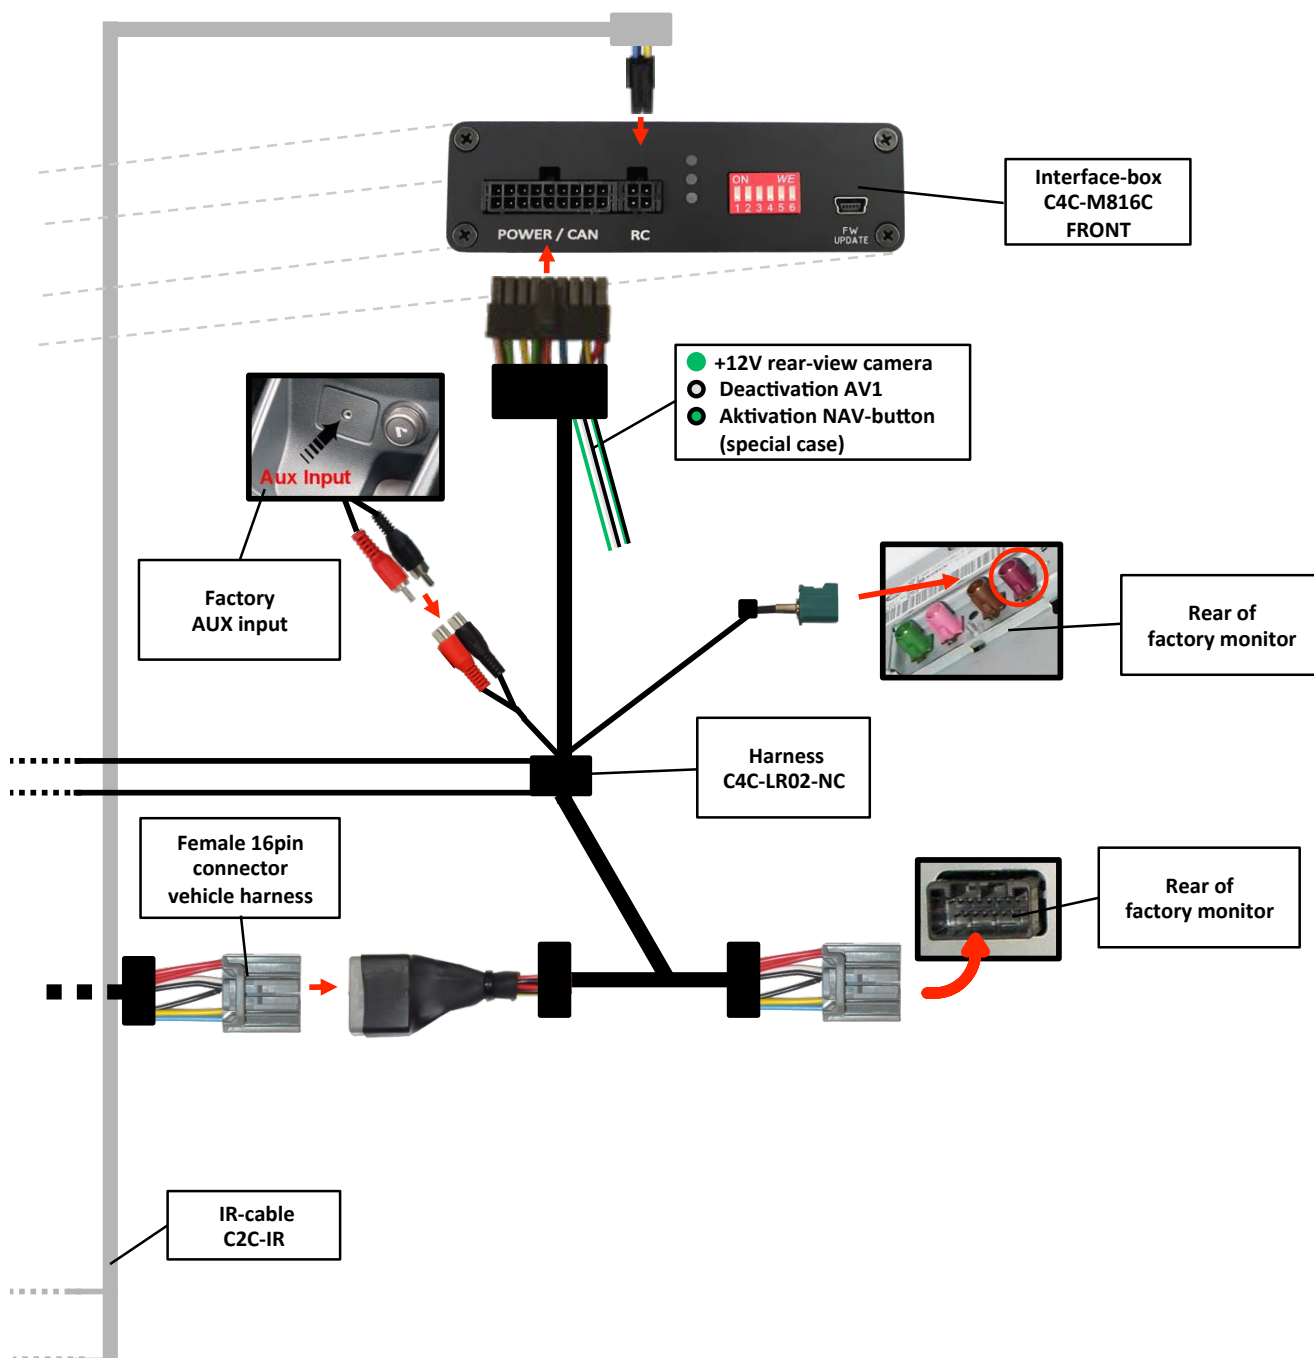 ON WE
1 2 3 4 5 6
POWER / CAN
RC
FW
UPDATE
Interface-box
C4C-M816C
FRONT
+12V rear-view camera
Deactivation AV1
Aktivation NAV-button
(special case)
Aux Input
Factory
AUX input
Rear of
factory monitor
Harness
C4C-LR02-NC
Female 16pin
connector
vehicle harness
Rear of
factory monitor
IR-cable
C2C-IR